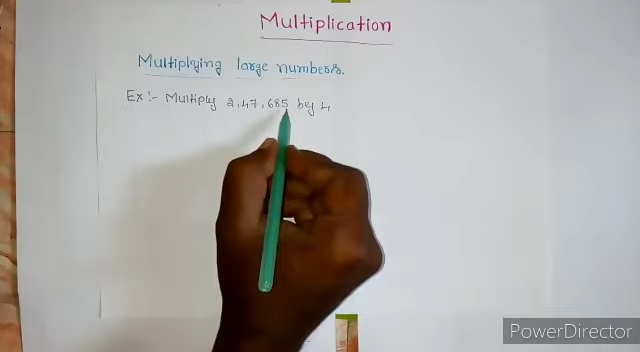 Multiplication
Multiplying large numbers.
Ex :- Multiply 2,47,685 by 4
PowerDirector